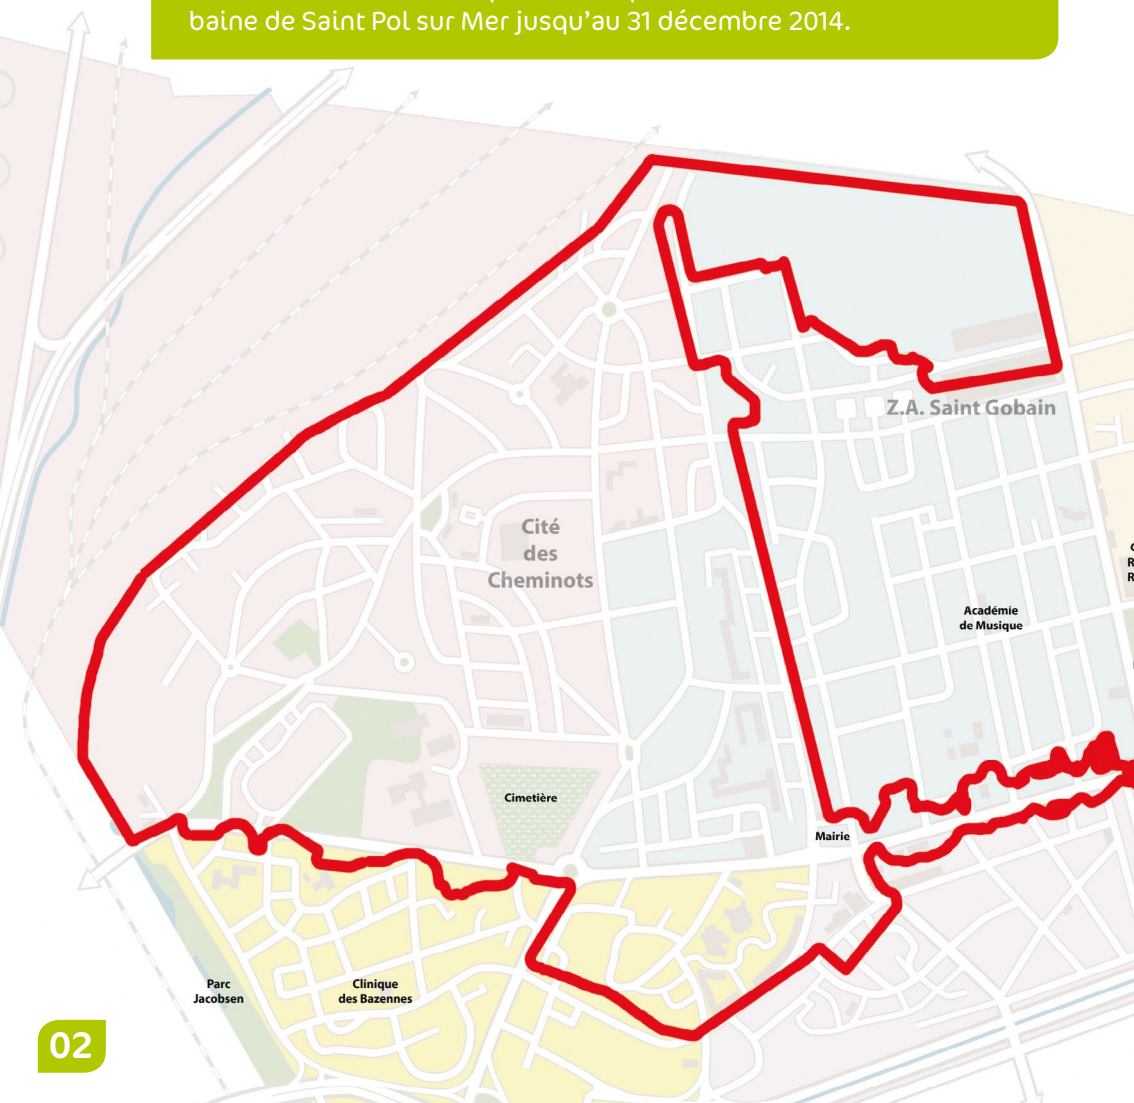 baine de Saint Pol sur Mer jusqu'au 31 décembre 2014.
Z.A. Saint Gobain
Cité
des
Cheminots
Académie
de Musique
Cimetière
Mairie
Parc
Jacobsen
Clinique
des Bazennes
02